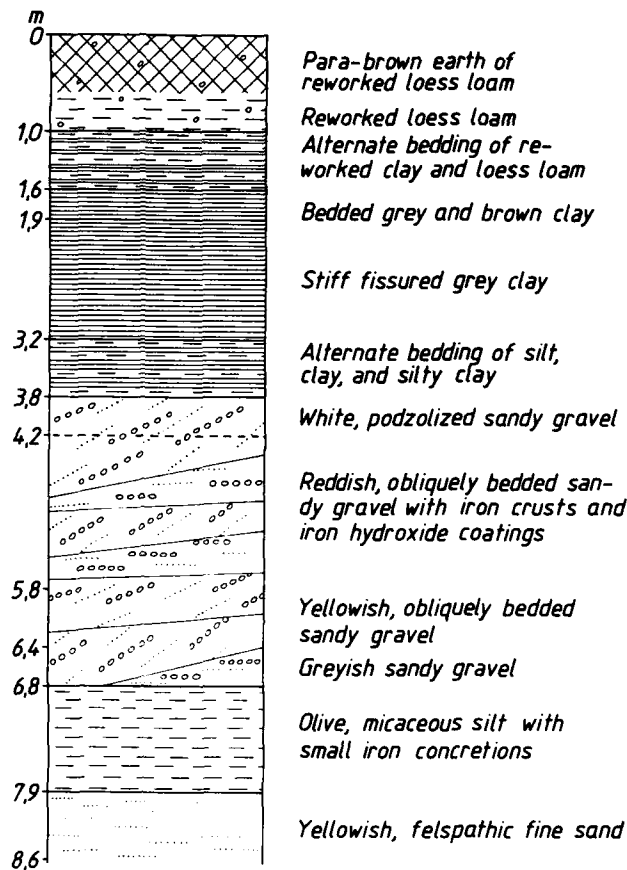 m
0
Para-brown earth of
reworked loess loam
Reworked loess loam
1,0
Alternate bedding of re-
worked clay and loess loam
1,6
1,9
Bedded grey and brown clay
Stiff fissured grey clay
3,2
Alternate bedding of silt,
clay, and silty clay
3,8
White, podzolized sandy gravel
4,2
Reddish, obliquely bedded san-
dy gravel with iron crusts and
iron hydroxide coatings
5,8
Yellowish, obliquely bedded
sandy gravel
6,4
Greyish sandy gravel
6,8
Olive, micaceous silt with
small iron concretions
7,9
Yellowish, felspathic fine sand
8,6